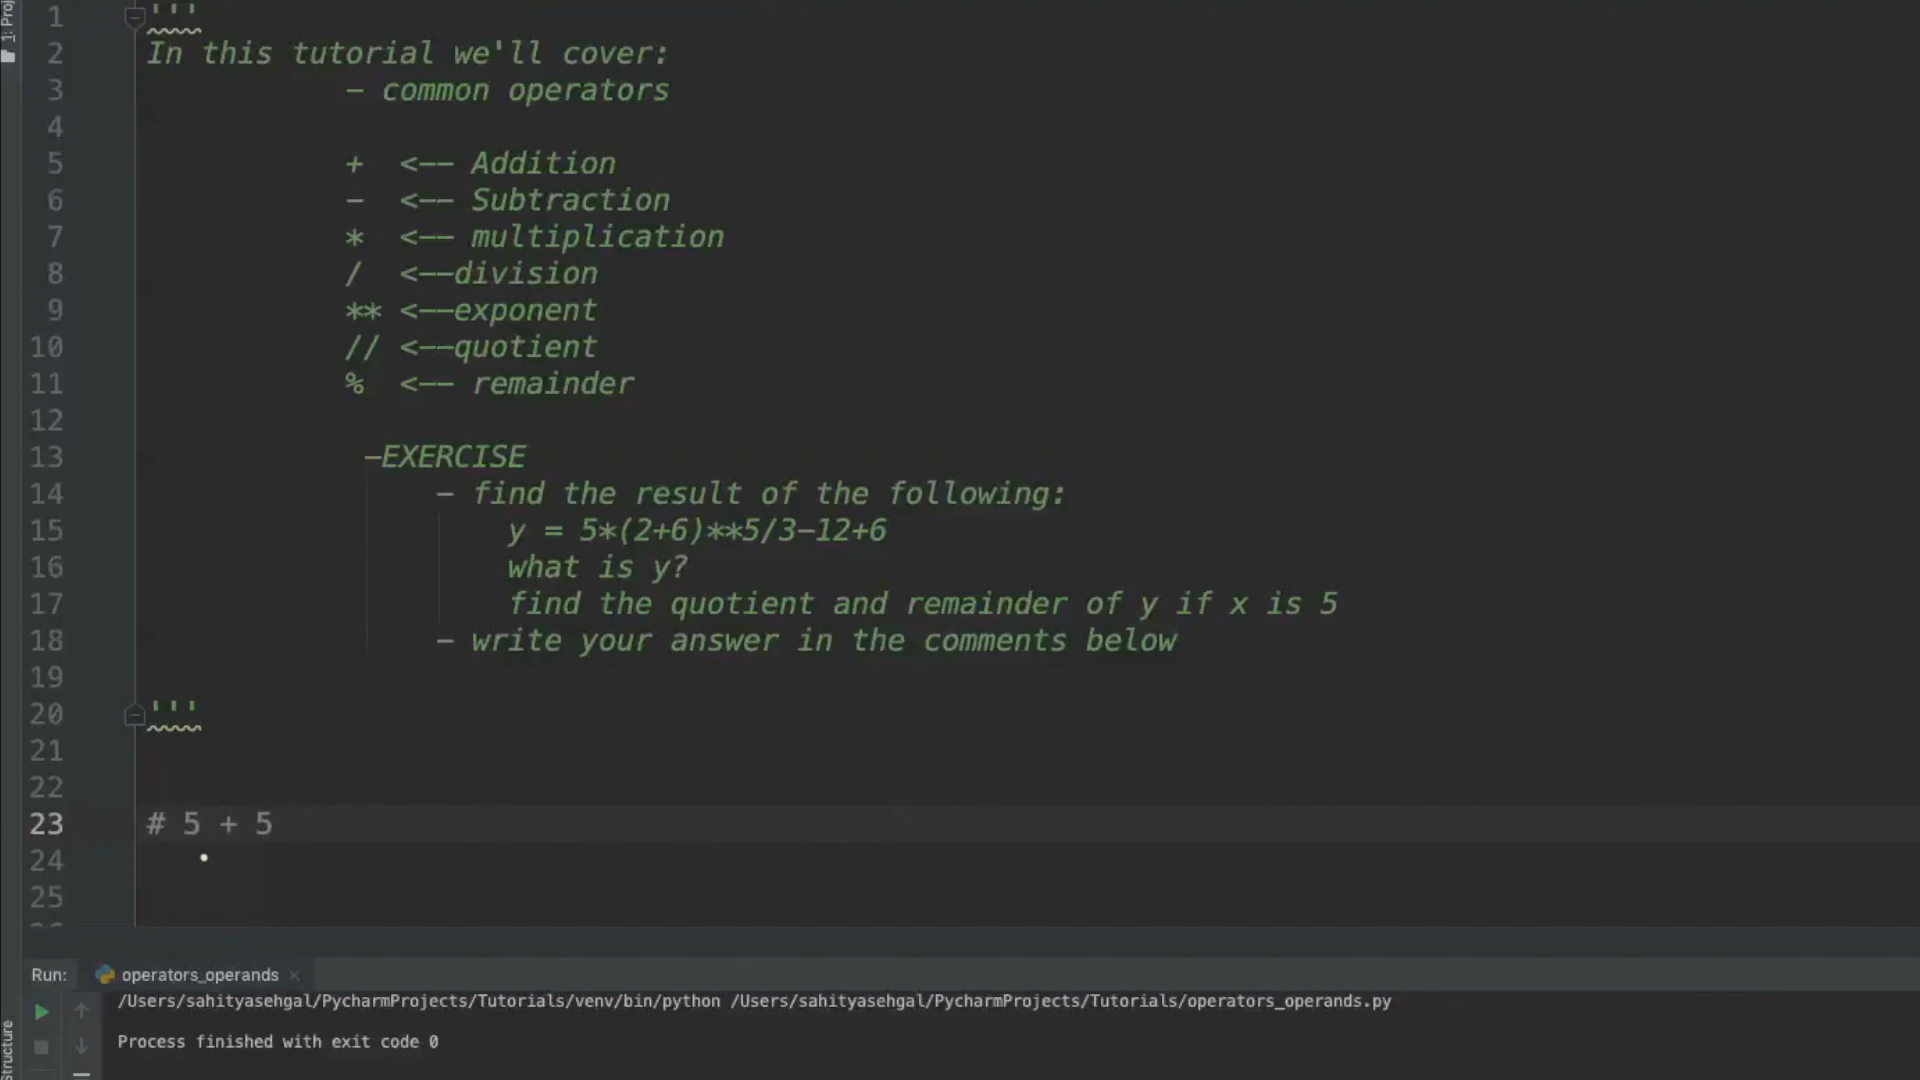 1: Proj
1 '''
2 In this tutorial we'll cover:
3 - common operators
4
5 + <-- Addition
6 - <-- Subtraction
7 * <-- multiplication
8 / <--division
9 ** <--exponent
10 // <--quotient
11 % <-- remainder
12
13 -EXERCISE
14 - find the result of the following:
15 y = 5*(2+6)**5/3-12+6
16 what is y?
17 find the quotient and remainder of y if x is 5
18 - write your answer in the comments below
19
20 '''
21
22
23 # 5 + 5
24
25
Run: operators_operands ×
/Users/sahityasehgal/PycharmProjects/Tutorials/venv/bin/python /Users/sahityasehgal/PycharmProjects/Tutorials/operators_operands.py
Process finished with exit code 0
Structure